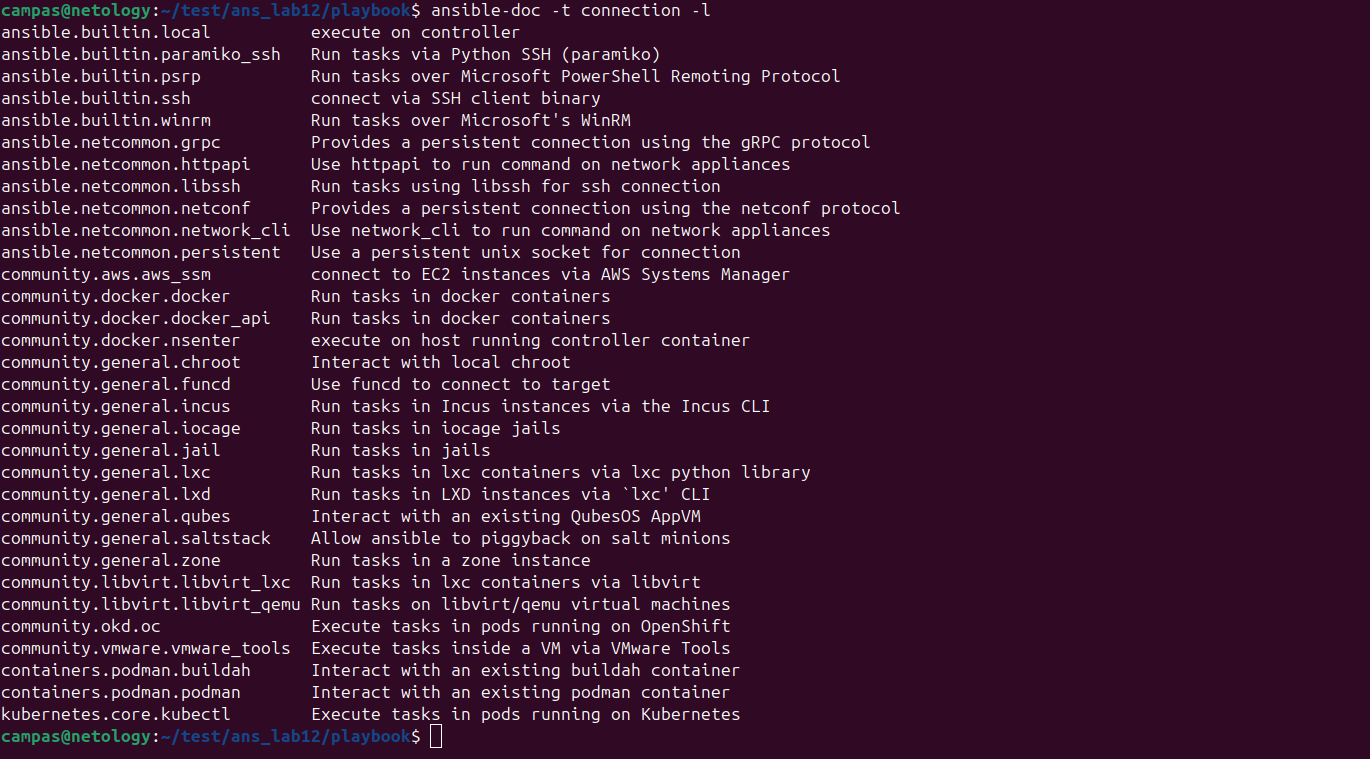 campas@netology:~/test/ans_lab12/playbook$ ansible-doc -t connection -l
ansible.builtin.local          execute on controller
ansible.builtin.paramiko_ssh   Run tasks via Python SSH (paramiko)
ansible.builtin.psrp           Run tasks over Microsoft PowerShell Remoting Protocol
ansible.builtin.ssh            connect via SSH client binary
ansible.builtin.winrm          Run tasks over Microsoft's WinRM
ansible.netcommon.grpc         Provides a persistent connection using the gRPC protocol
ansible.netcommon.httpapi      Use httpapi to run command on network appliances
ansible.netcommon.libssh       Run tasks using libssh for ssh connection
ansible.netcommon.netconf      Provides a persistent connection using the netconf protocol
ansible.netcommon.network_cli  Use network_cli to run command on network appliances
ansible.netcommon.persistent   Use a persistent unix socket for connection
community.aws.aws_ssm          connect to EC2 instances via AWS Systems Manager
community.docker.docker        Run tasks in docker containers
community.docker.docker_api    Run tasks in docker containers
community.docker.nsenter       execute on host running controller container
community.general.chroot       Interact with local chroot
community.general.funcd        Use funcd to connect to target
community.general.incus        Run tasks in Incus instances via the Incus CLI
community.general.iocage       Run tasks in iocage jails
community.general.jail         Run tasks in jails
community.general.lxc          Run tasks in lxc containers via lxc python library
community.general.lxd          Run tasks in LXD instances via `lxc' CLI
community.general.qubes        Interact with an existing QubesOS AppVM
community.general.saltstack    Allow ansible to piggyback on salt minions
community.general.zone         Run tasks in a zone instance
community.libvirt.libvirt_lxc  Run tasks in lxc containers via libvirt
community.libvirt.libvirt_qemu Run tasks on libvirt/qemu virtual machines
community.okd.oc               Execute tasks in pods running on OpenShift
community.vmware.vmware_tools  Execute tasks inside a VM via VMware Tools
containers.podman.buildah      Interact with an existing buildah container
containers.podman.podman       Interact with an existing podman container
kubernetes.core.kubectl        Execute tasks in pods running on Kubernetes
campas@netology:~/test/ans_lab12/playbook$